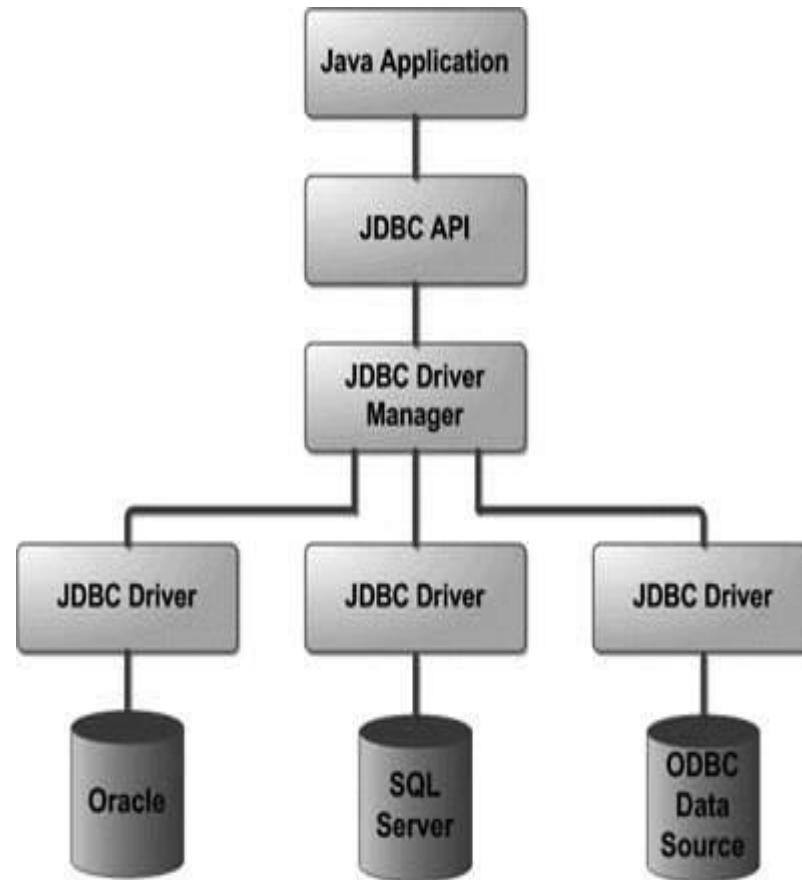 Java Application
JDBC API
JDBC Driver
Manager
JDBC Driver
JDBC Driver
JDBC Driver
Oracle
SQL
Server
ODBC
Data
Source